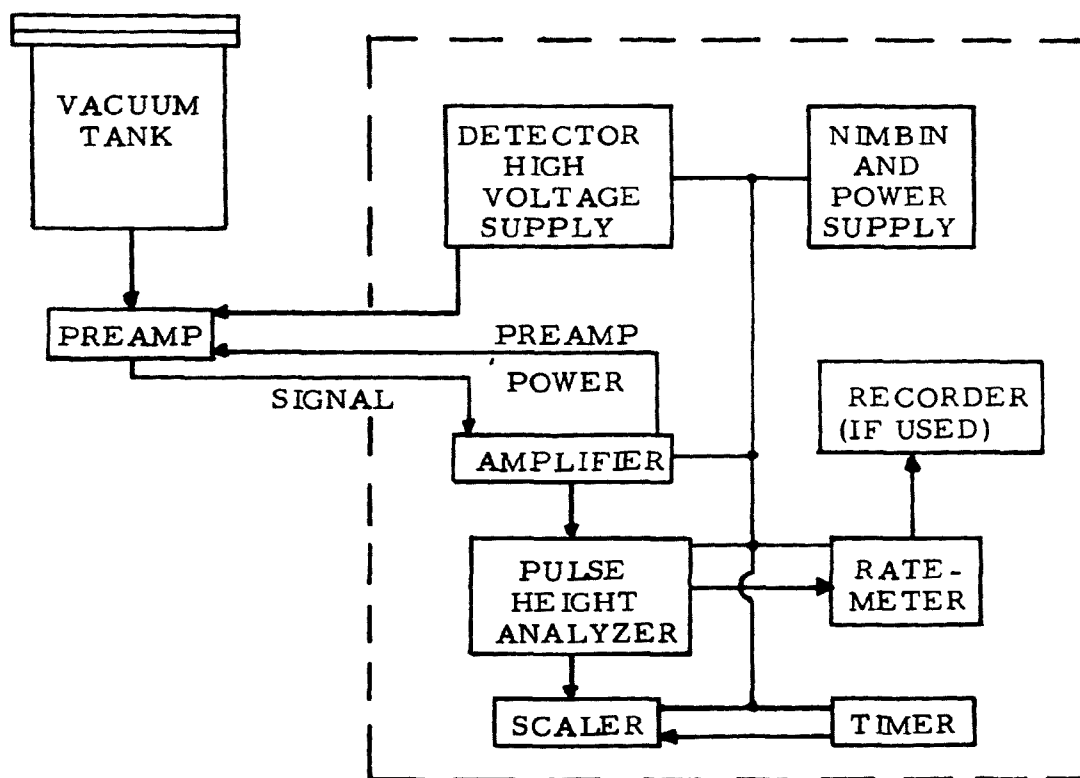 VACUUM
TANK
DETECTOR
HIGH
VOLTAGE
SUPPLY
NIMBIN
AND
POWER
SUPPLY
PREAMP
PREAMP
POWER
SIGNAL
RECORDER
(IF USED)
AMPLIFIER
PULSE
HEIGHT
ANALYZER
RATE-
METER
SCALER
TIMER